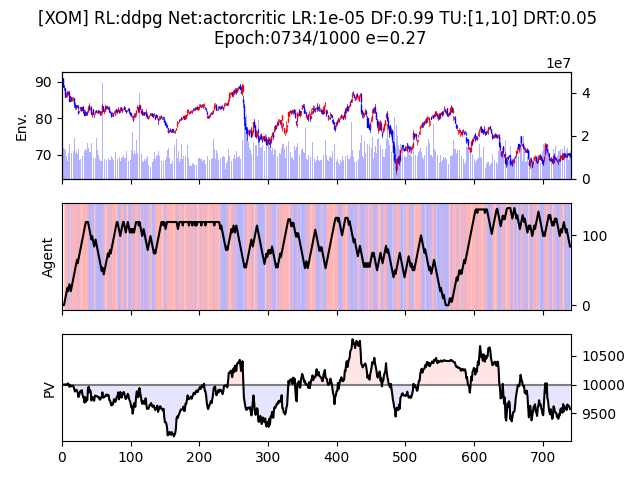 [XOM] RL:ddpg Net:actorcritic LR:1e-05 DF:0.99 TU:[1,10] DRT:0.05
Epoch:0734/1000 e=0.27
1e7
Env.
90
80
70
4
2
0
Agent
100
0
PV
10500
10000
9500
0 100 200 300 400 500 600 700